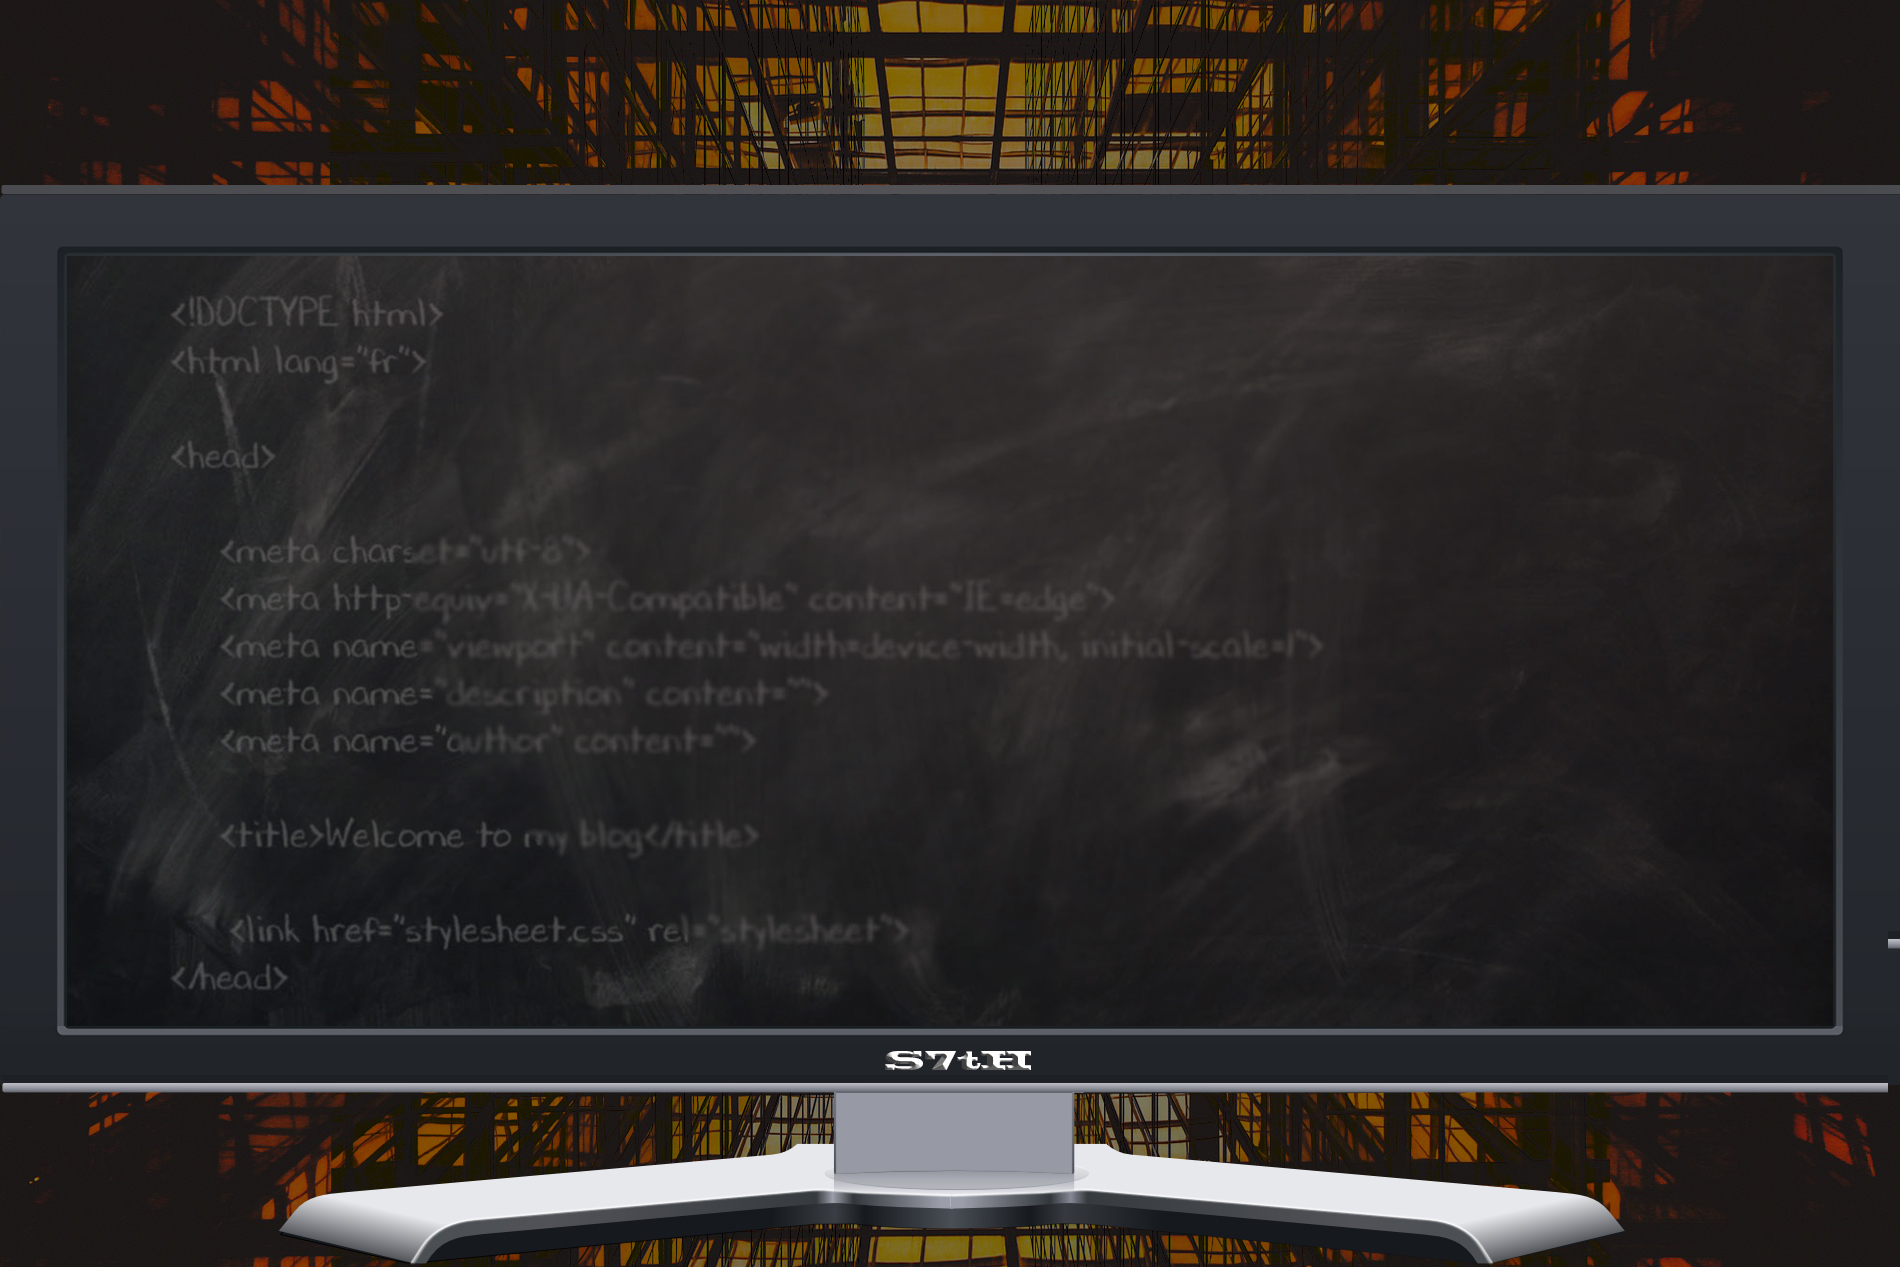 <!DOCTYPE html>
<html lang="fr">
<head>
<meta charset="utf-8">
<meta http-equiv="X-UA-Compatible" content="IE=edge">
<meta name="viewport" content="width=device-width, initial-scale=1">
<meta name="description" content="">
<meta name="author" content="">
<title>Welcome to my blog</title>
<link href="stylesheet.css" rel="stylesheet">
</head>
S7tH